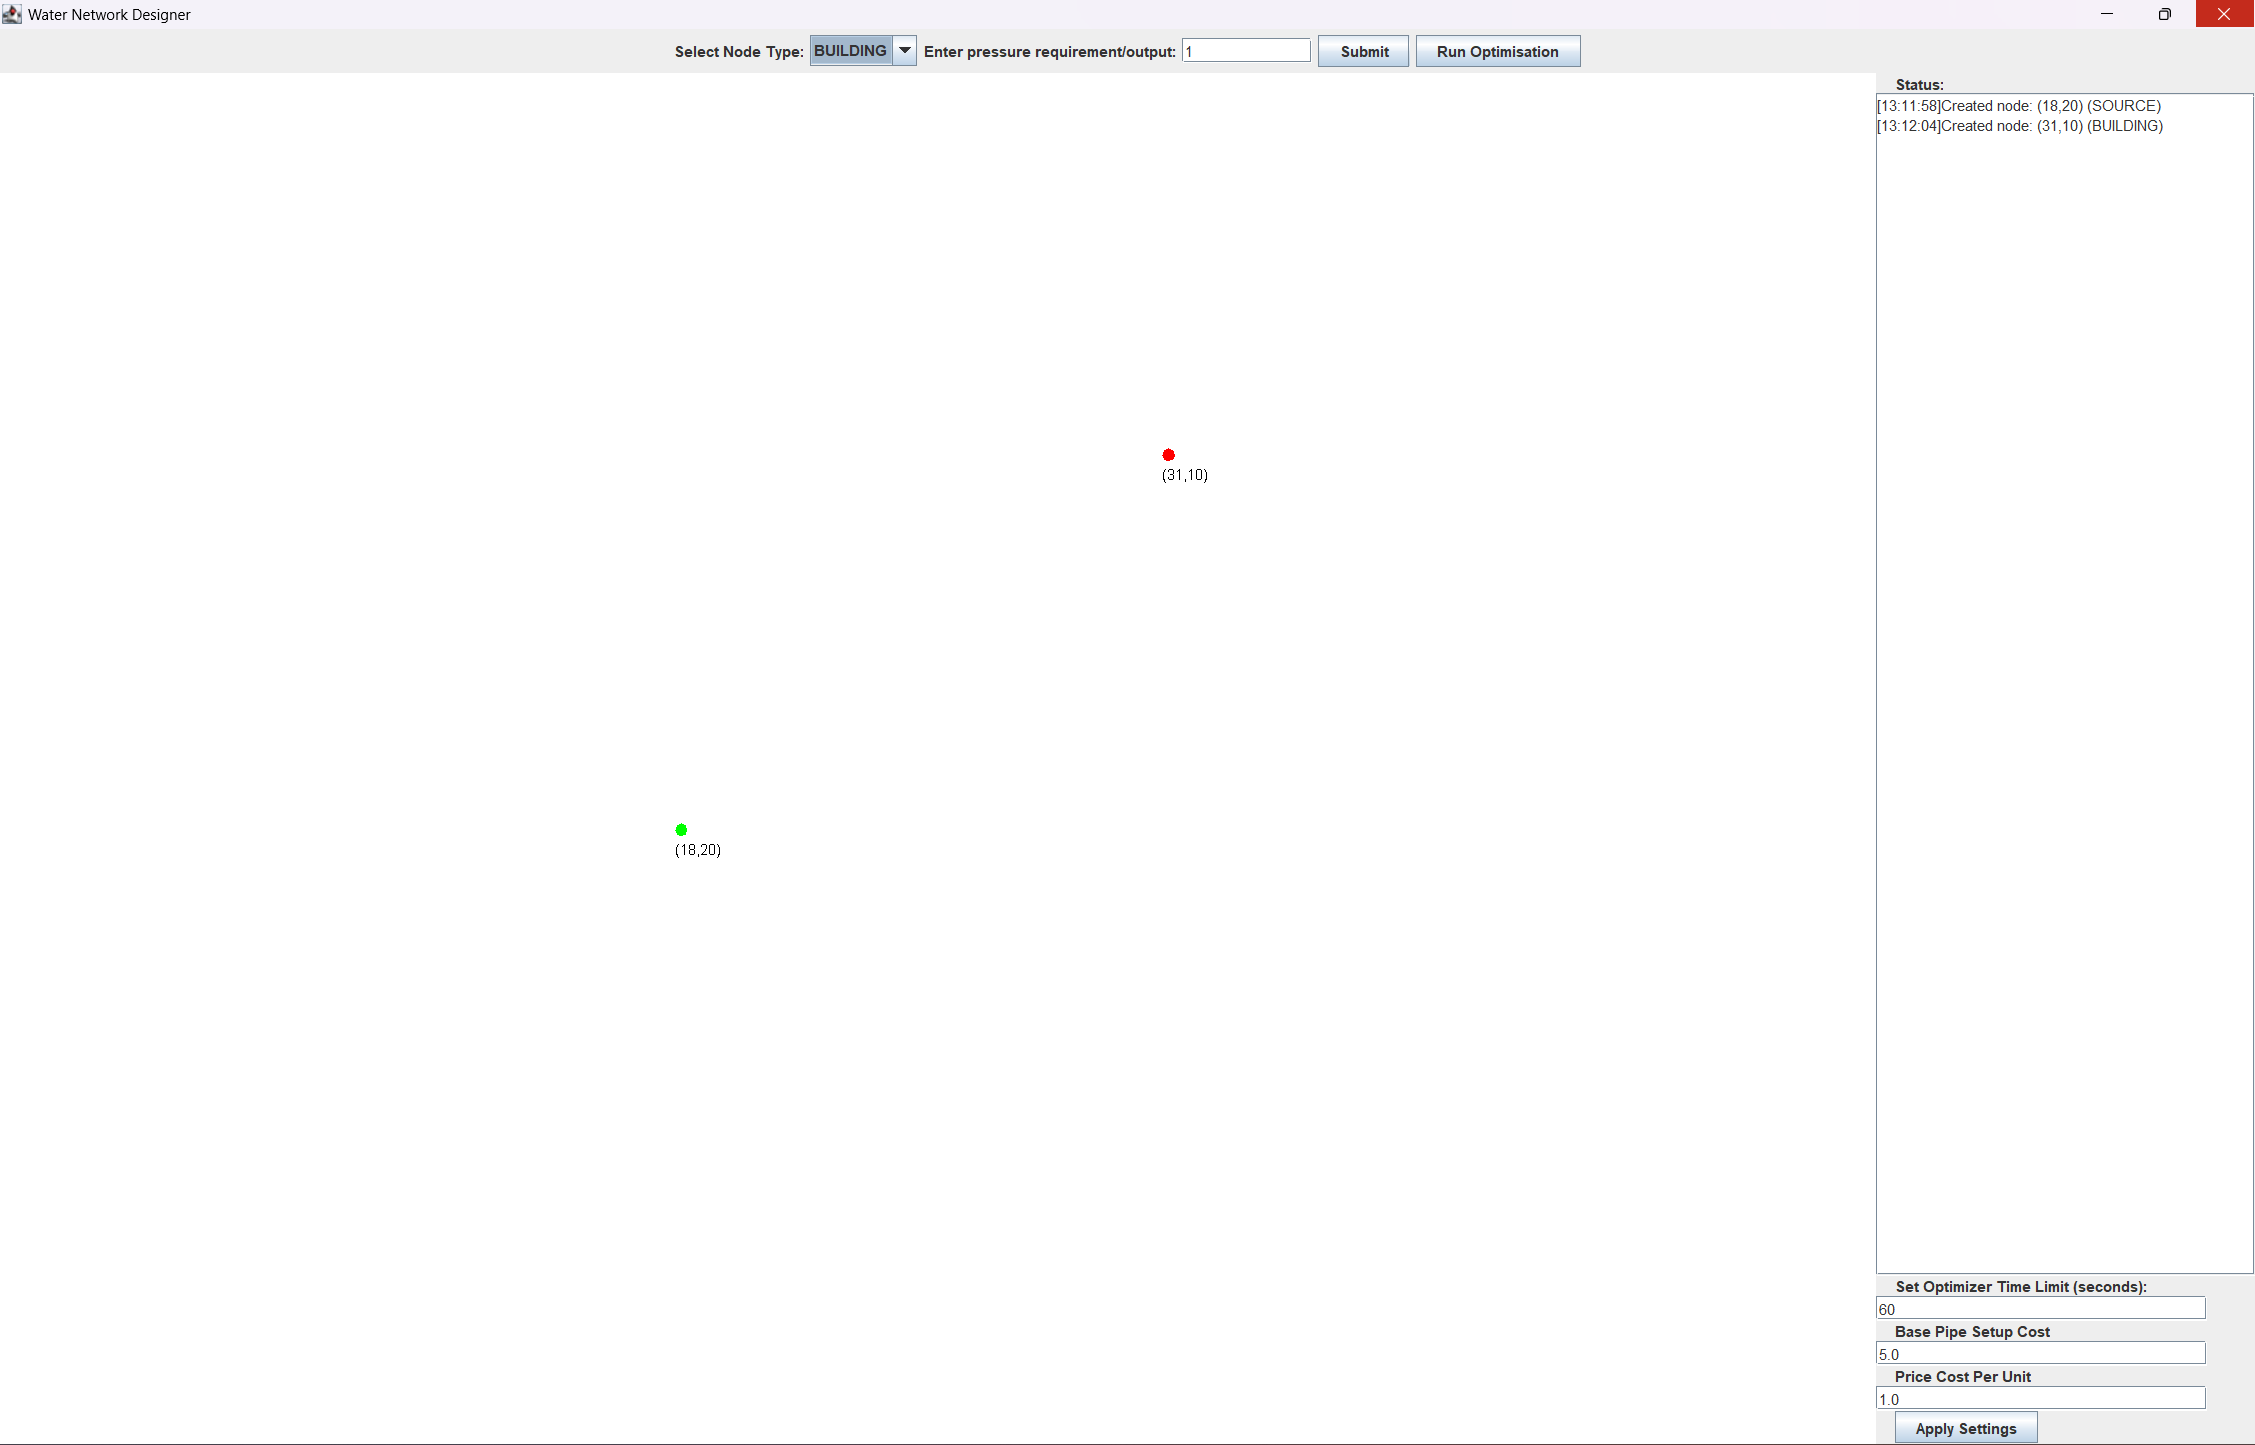 Water Network Designer
Select Node Type: BUILDING Enter pressure requirement/output: 1 Submit Run Optimisation
Status:
[13:11:58]Created node: (18,20) (SOURCE)
[13:12:04]Created node: (31,10) (BUILDING)
(31,10)
(18,20)
Set Optimizer Time Limit (seconds):
60
Base Pipe Setup Cost
5.0
Price Cost Per Unit
1.0
Apply Settings